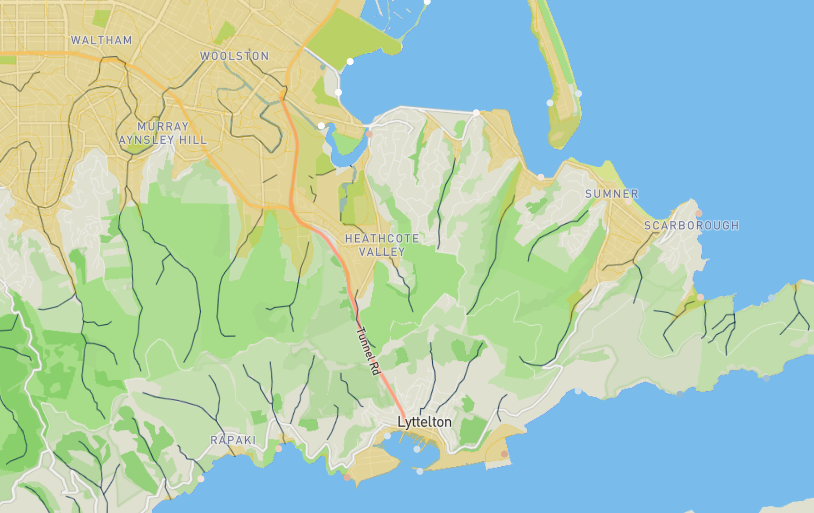 WALTHAM
WOOLSTON
MURRAY
AYNSLEY HILL
SUMNER
SCARBOROUGH
HEATHCOTE
VALLEY
Tunnel Rd
Lyttelton
RAPAKI